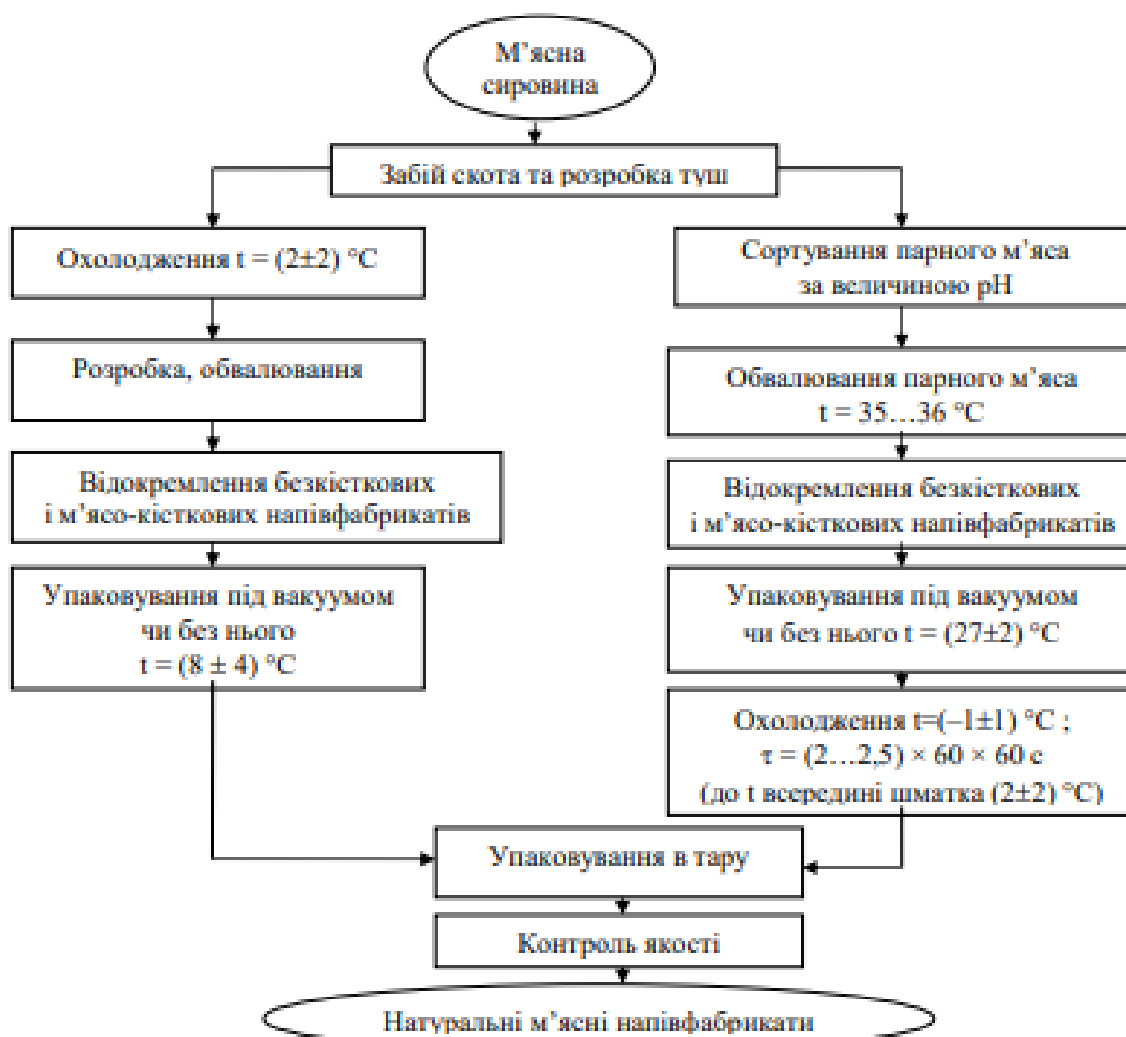 М’ясна
сировина
Забій скота та розробка туш
Охолодження t = (2±2) °C
Розробка, обвалювання
Відокремлення безкісткових
і м’ясо-кісткових напівфабрикатів
Упаковування під вакуумом
чи без нього
t = (8 ± 4) °C
Сортування парного м’яса
за величиною pH
Обвалювання парного м’яса
t = 35…36 °C
Відокремлення безкісткових
і м’ясо-кісткових напівфабрикатів
Упаковування під вакуумом
чи без нього t = (27±2) °C
Охолодження t=(–1±1) °C ;
τ = (2…2,5) × 60 × 60 с
(до t всередині шматка (2±2) °C)
Упаковування в тару
Контроль якості
Натуральні м’ясні напівфабрикати